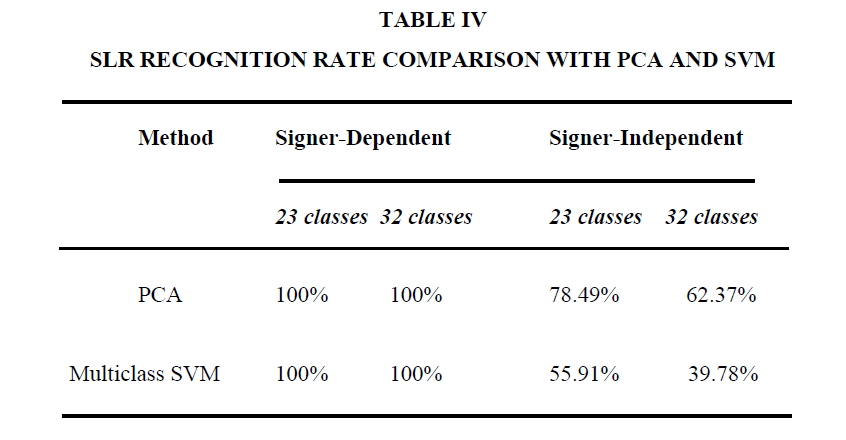 TABLE IV
SLR RECOGNITION RATE COMPARISON WITH PCA AND SVM
Method Signer-Dependent Signer-Independent
23 classes 32 classes 23 classes 32 classes
PCA 100% 100% 78.49% 62.37%
Multiclass SVM 100% 100% 55.91% 39.78%